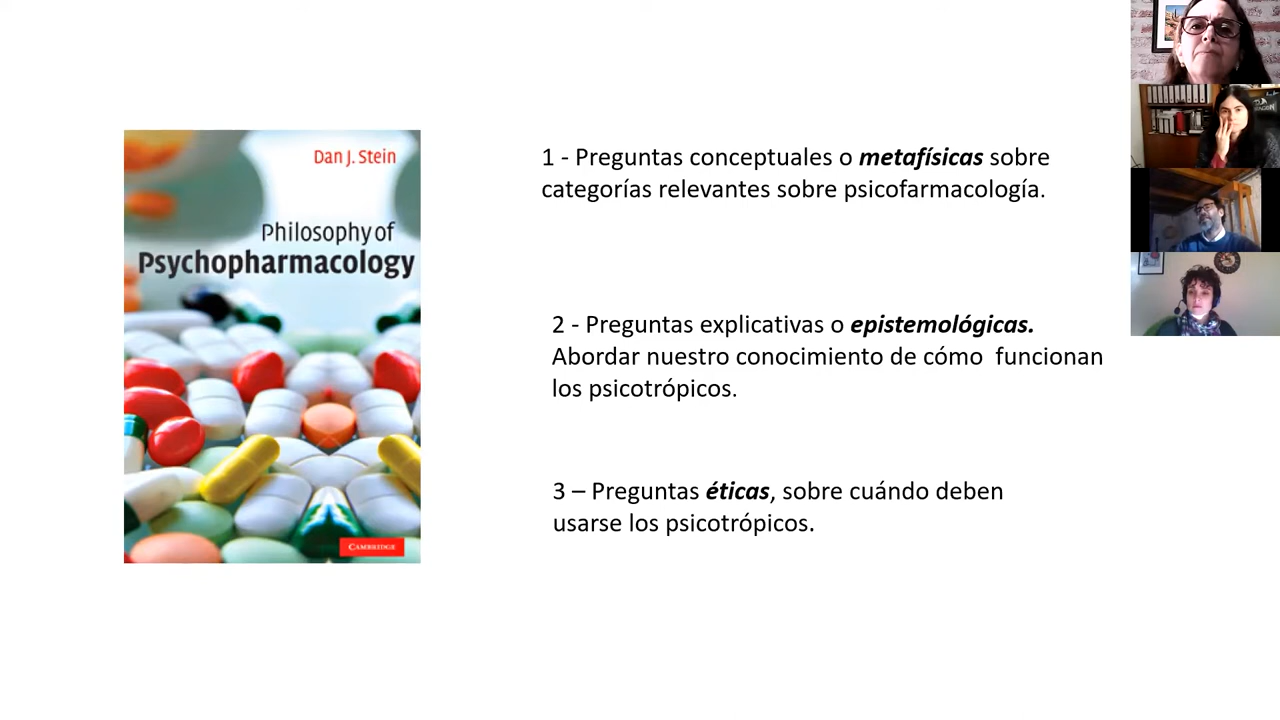 Dan J. Stein
Philosophy of
Psychopharmacology
CAMBRIDGE
1 - Preguntas conceptuales o metafísicas sobre
categorías relevantes sobre psicofarmacología.
2 - Preguntas explicativas o epistemológicas.
Abordar nuestro conocimiento de cómo  funcionan
los psicotrópicos.
3 – Preguntas éticas, sobre cuándo deben
usarse los psicotrópicos.